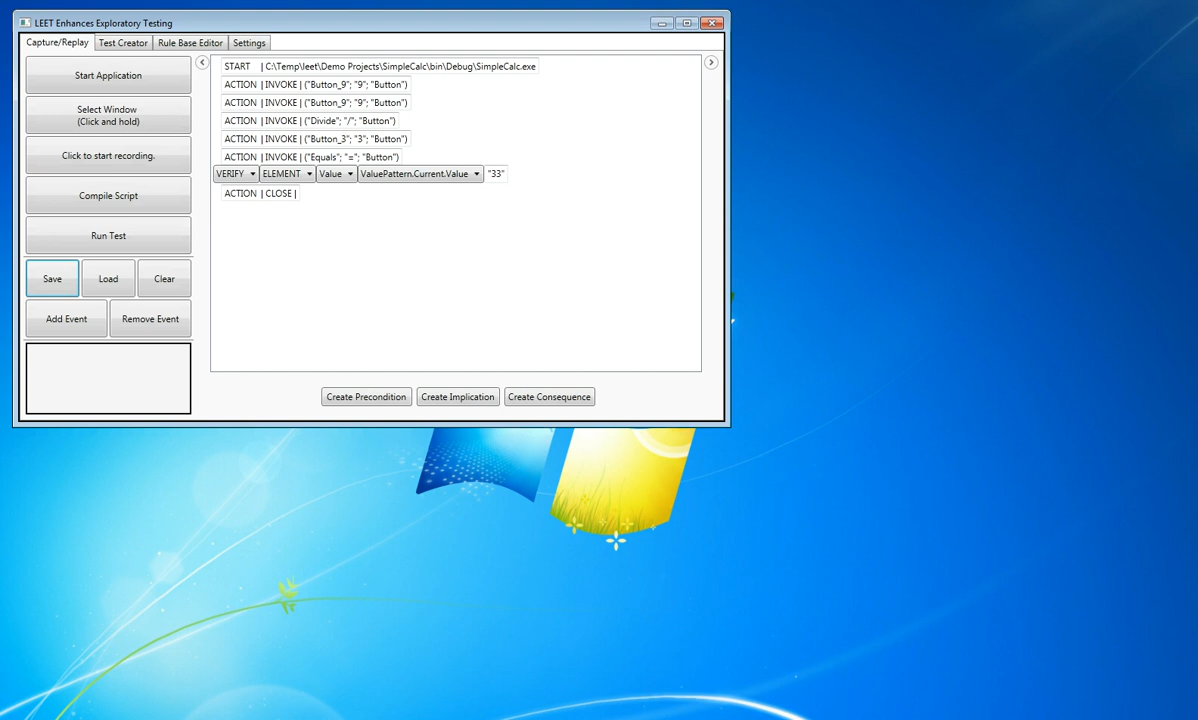 LEET Enhances Exploratory Testing
Capture/Replay Test Creator Rule Base Editor Settings
Start Application
Select Window
(Click and hold)
Click to start recording.
Compile Script
Run Test
Save Load Clear
Add Event Remove Event
START | C:\Temp\leet\Demo Projects\SimpleCalc\bin\Debug\SimpleCalc.exe
ACTION | INVOKE | ("Button_9"; "9"; "Button")
ACTION | INVOKE | ("Button_9"; "9"; "Button")
ACTION | INVOKE | ("Divide"; "/"; "Button")
ACTION | INVOKE | ("Button_3"; "3"; "Button")
ACTION | INVOKE | ("Equals"; "="; "Button")
VERIFY ELEMENT Value ValuePattern.Current.Value "33"
ACTION | CLOSE |
Create Precondition Create Implication Create Consequence